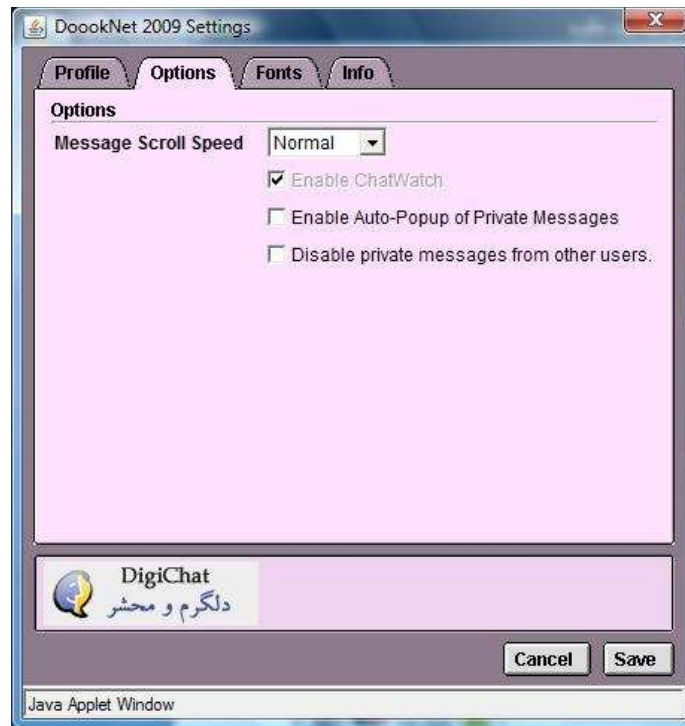 DoookNet 2009 Settings
X
Profile Options Fonts Info
Options
Message Scroll Speed Normal
Enable ChatWatch
Enable Auto-Popup of Private Messages
Disable private messages from other users.
DigiChat
دلگرم و محشر
Cancel Save
Java Applet Window